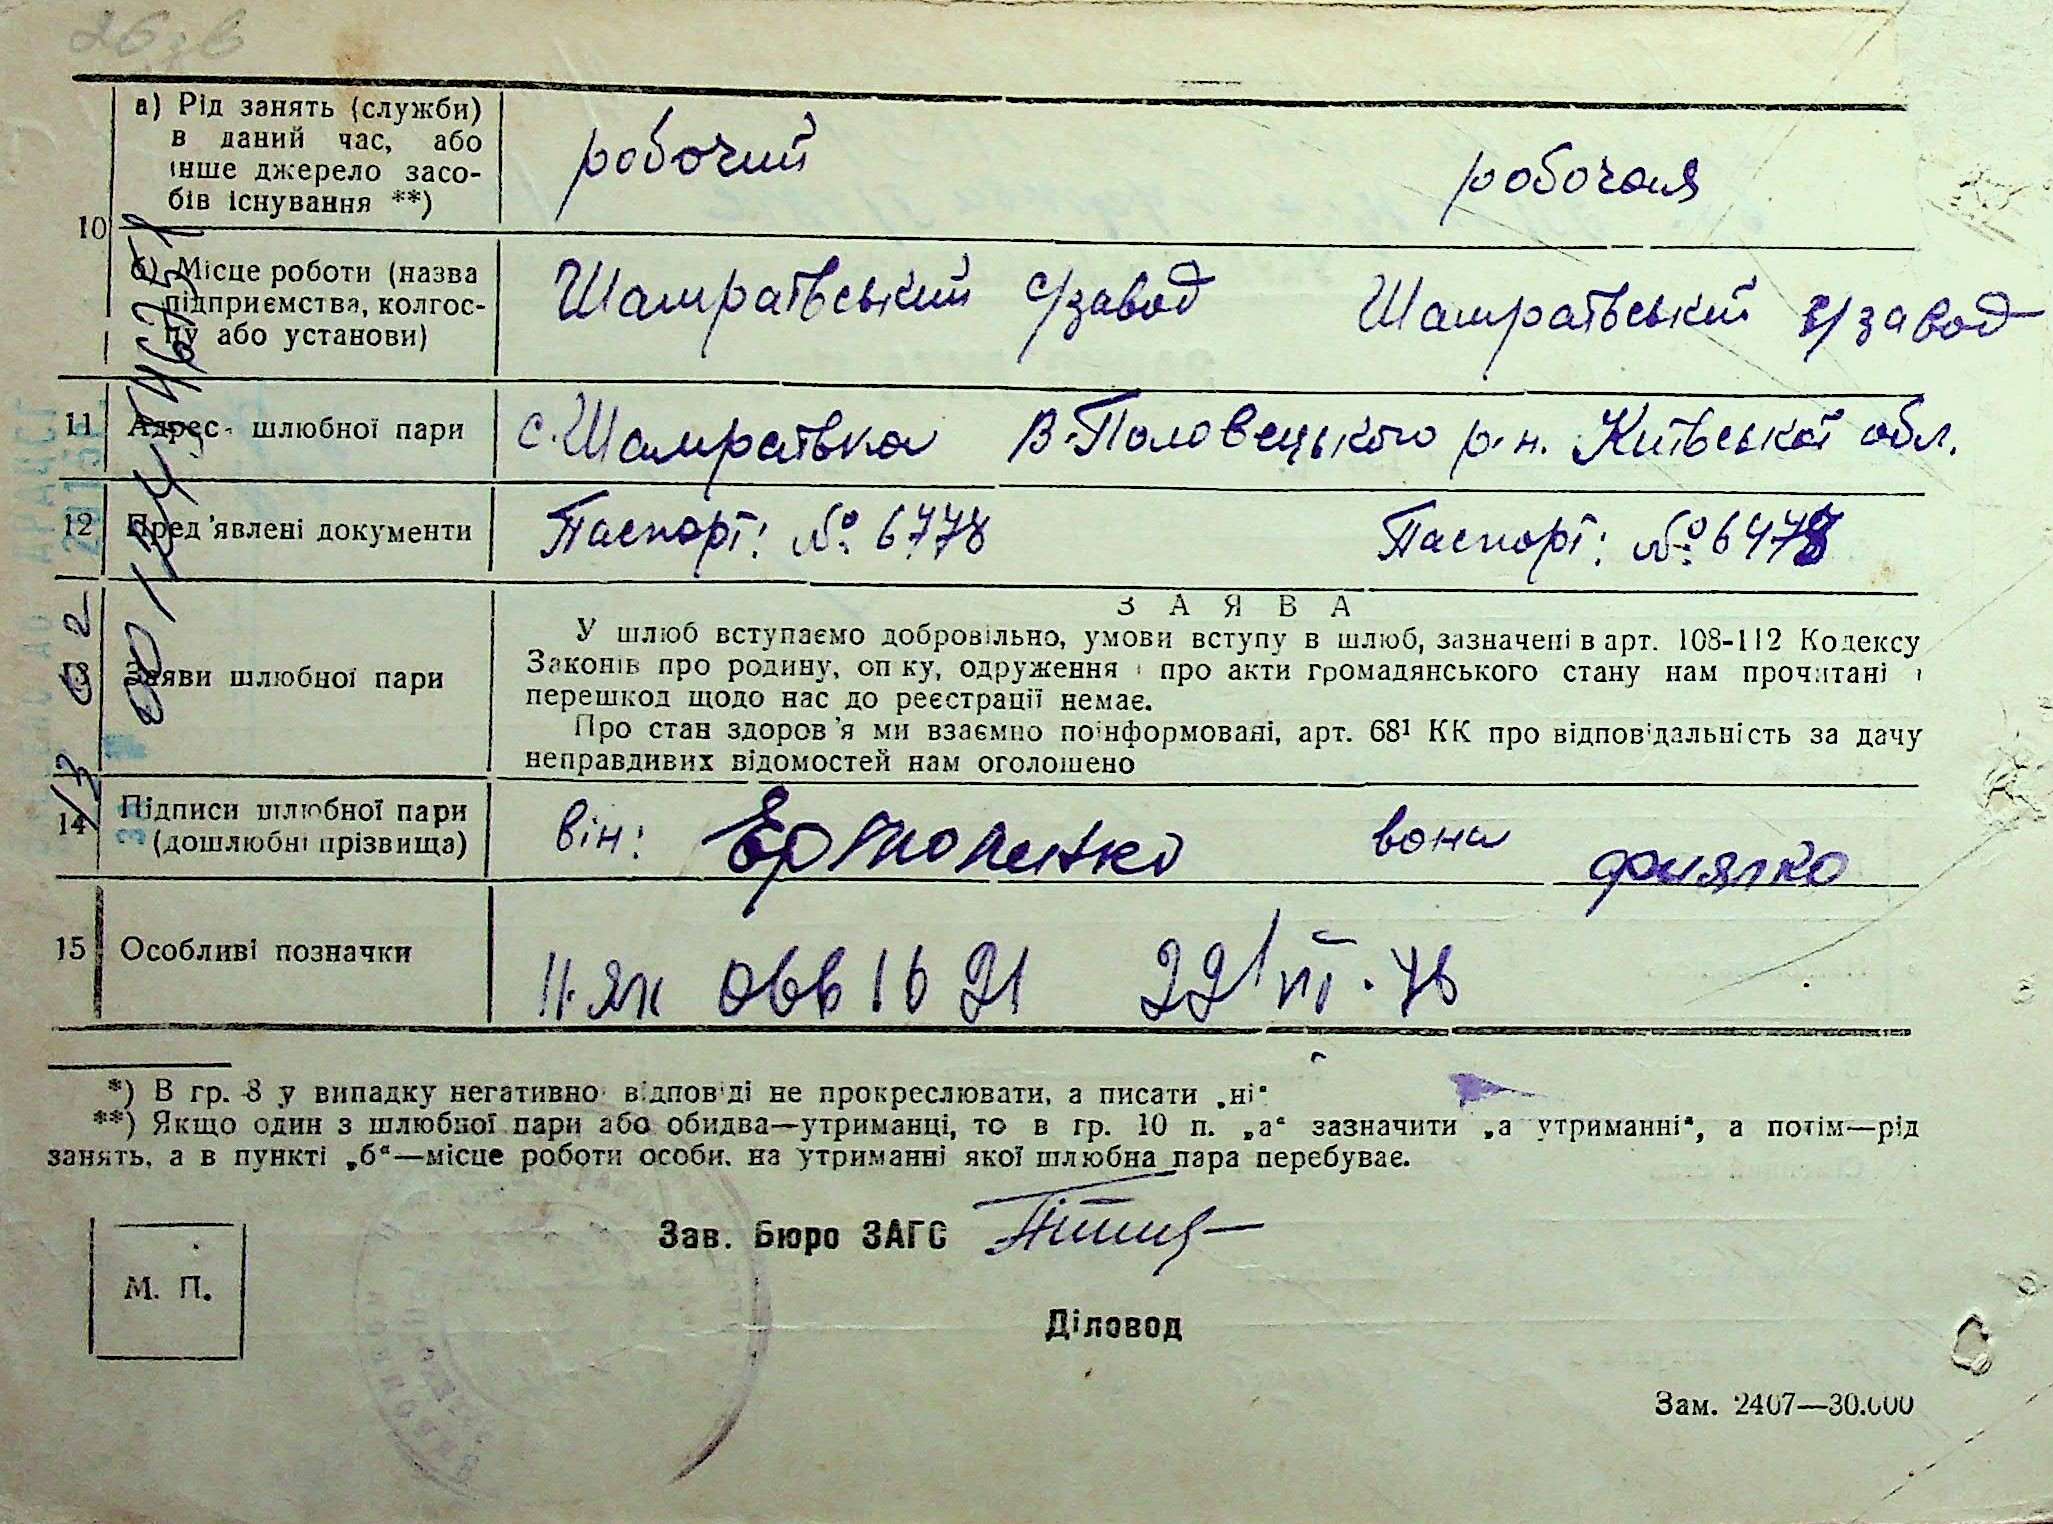 а) Рід занять (служби)
в даний час, або
інше джерело засо-
бів існування **)
робочий
робочая
10
б) Місце роботи (назва
підприємства, колгос-
пу або установи)
Шамраївський с/завод
Шамраївський с/завод
11
Адрес шлюбної пари
с. Шамраївка В-Половецького р-н. Київської обл.
12
Пред'явлені документи
Паспорт: № 6778
Паспорт: № 6478
З А Я В А
13
Заяви шлюбної пари
У шлюб вступаємо добровільно, умови вступу в шлюб, зазначені в арт. 108-112 Кодексу
Законів про родину, опіку, одруження і про акти громадянського стану нам прочитані і
перешкод щодо нас до реєстрації немає.
Про стан здоров'я ми взаємно поінформовані, арт. 68¹ КК про відповідальність за дачу
неправдивих відомостей нам оголошено
14
Підписи шлюбної пари
(дошлюбні прізвища)
він: Ермоленко
вона Фиялко
15
Особливі позначки
*) В гр. 8 у випадку негативної відповіді не прокреслювати, а писати „ні“
**) Якщо один з шлюбної пари або обидва—утриманці, то в гр. 10 п. „а“ зазначити „а утриманні“, а потім—рід
занять, а в пункті „б“—місце роботи особи, на утриманні якої шлюбна пара перебуває.
Зав. Бюро ЗАГС
М. П.
Діловод
Зам. 2407—30.000